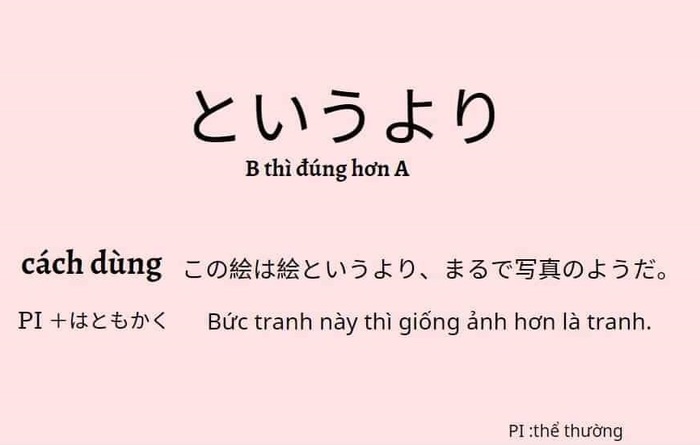 というより
B thì đúng hơn A
cách dùng
この絵は絵というより、まるで写真のようだ。
PI ＋はともかく
Bức tranh này thì giống ảnh hơn là tranh.
PI :thể thường